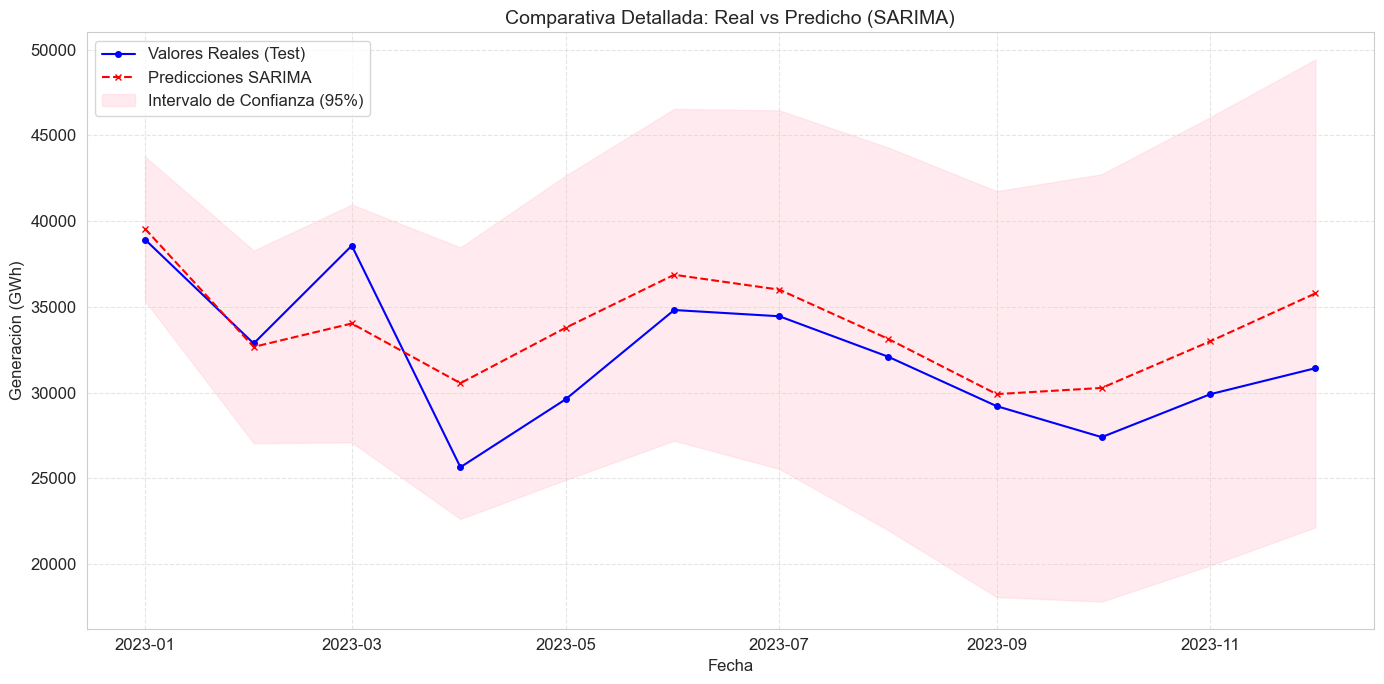 Comparativa Detallada: Real vs Predicho (SARIMA)
Valores Reales (Test)
Predicciones SARIMA
Intervalo de Confianza (95%)
Generación (GWh)
50000
45000
40000
35000
30000
25000
20000
2023-01
2023-03
2023-05
2023-07
2023-09
2023-11
Fecha